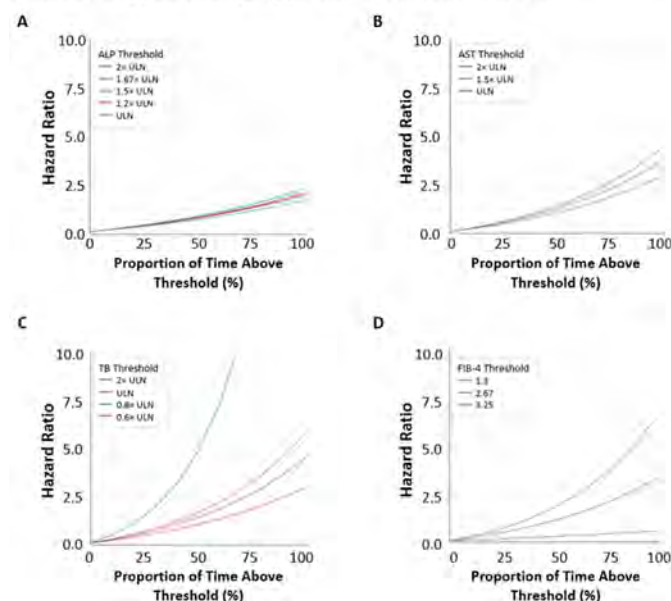 A
10.0
7.5
5.0
2.5
0.0
Hazard Ratio
ALP Threshold
2× ULN
1.67× ULN
1.5× ULN
1.2× ULN
ULN
0 25 50 75 100
Proportion of Time Above
Threshold (%)
B
10.0
7.5
5.0
2.5
0.0
Hazard Ratio
AST Threshold
2× ULN
1.5× ULN
ULN
0 25 50 75 100
Proportion of Time Above
Threshold (%)
C
10.0
7.5
5.0
2.5
0.0
Hazard Ratio
TB Threshold
2× ULN
ULN
0.8× ULN
0.6× ULN
0 25 50 75 100
Proportion of Time Above
Threshold (%)
D
10.0
7.5
5.0
2.5
0.0
Hazard Ratio
FIB-4 Threshold
1.3
2.67
3.25
0 25 50 75 100
Proportion of Time Above
Threshold (%)